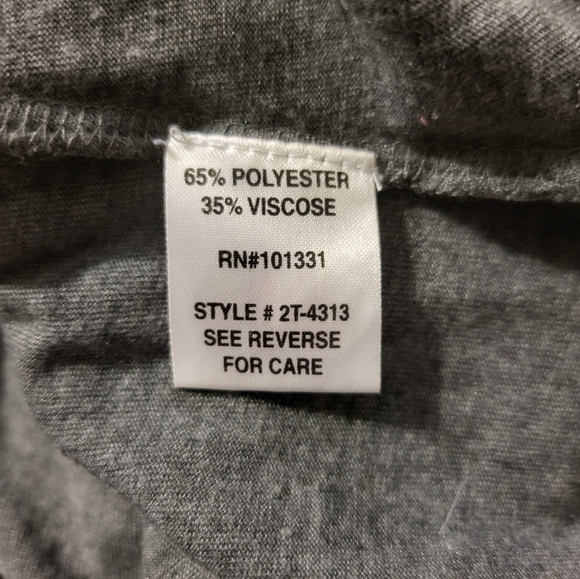 65% POLYESTER
35% VISCOSE
RN#101331
STYLE # 2T-4313
SEE REVERSE
FOR CARE